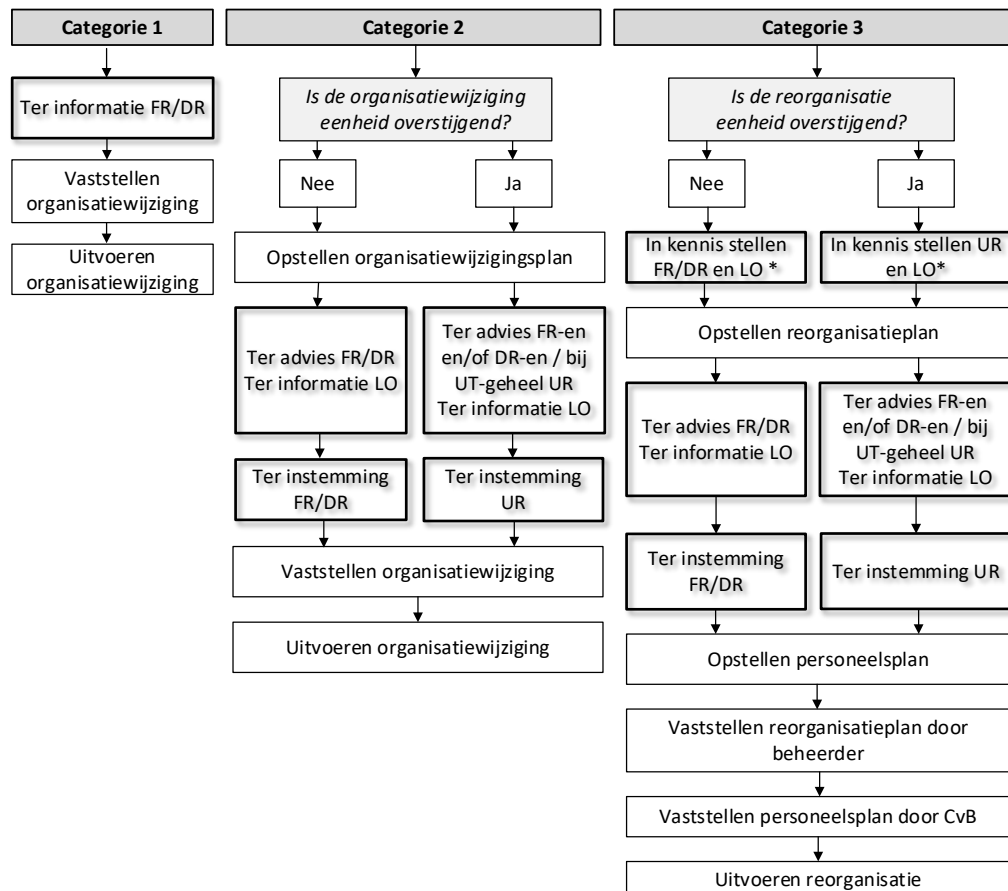 Categorie 1
Ter informatie FR/DR
Vaststellen
organisatiewijziging
Uitvoeren
organisatiewijziging
Categorie 2
Is de organisatiewijziging
eenheid overstijgend?
Nee
Ja
Opstellen organisatiewijzigingsplan
Ter advies FR/DR
Ter informatie LO
Ter advies FR-en
en/of DR-en / bij
UT-geheel UR
Ter informatie LO
Ter instemming
FR/DR
Ter instemming
UR
Vaststellen organisatiewijziging
Uitvoeren organisatiewijziging
Categorie 3
Is de reorganisatie
eenheid overstijgend?
Nee
Ja
In kennis stellen
FR/DR en LO *
In kennis stellen UR
en LO*
Opstellen reorganisatieplan
Ter advies FR/DR
Ter informatie LO
Ter advies FR-en
en/of DR-en / bij
UT-geheel UR
Ter informatie LO
Ter instemming
FR/DR
Ter instemming UR
Opstellen personeelsplan
Vaststellen reorganisatieplan door
beheerder
Vaststellen personeelsplan door CvB
Uitvoeren reorganisatie